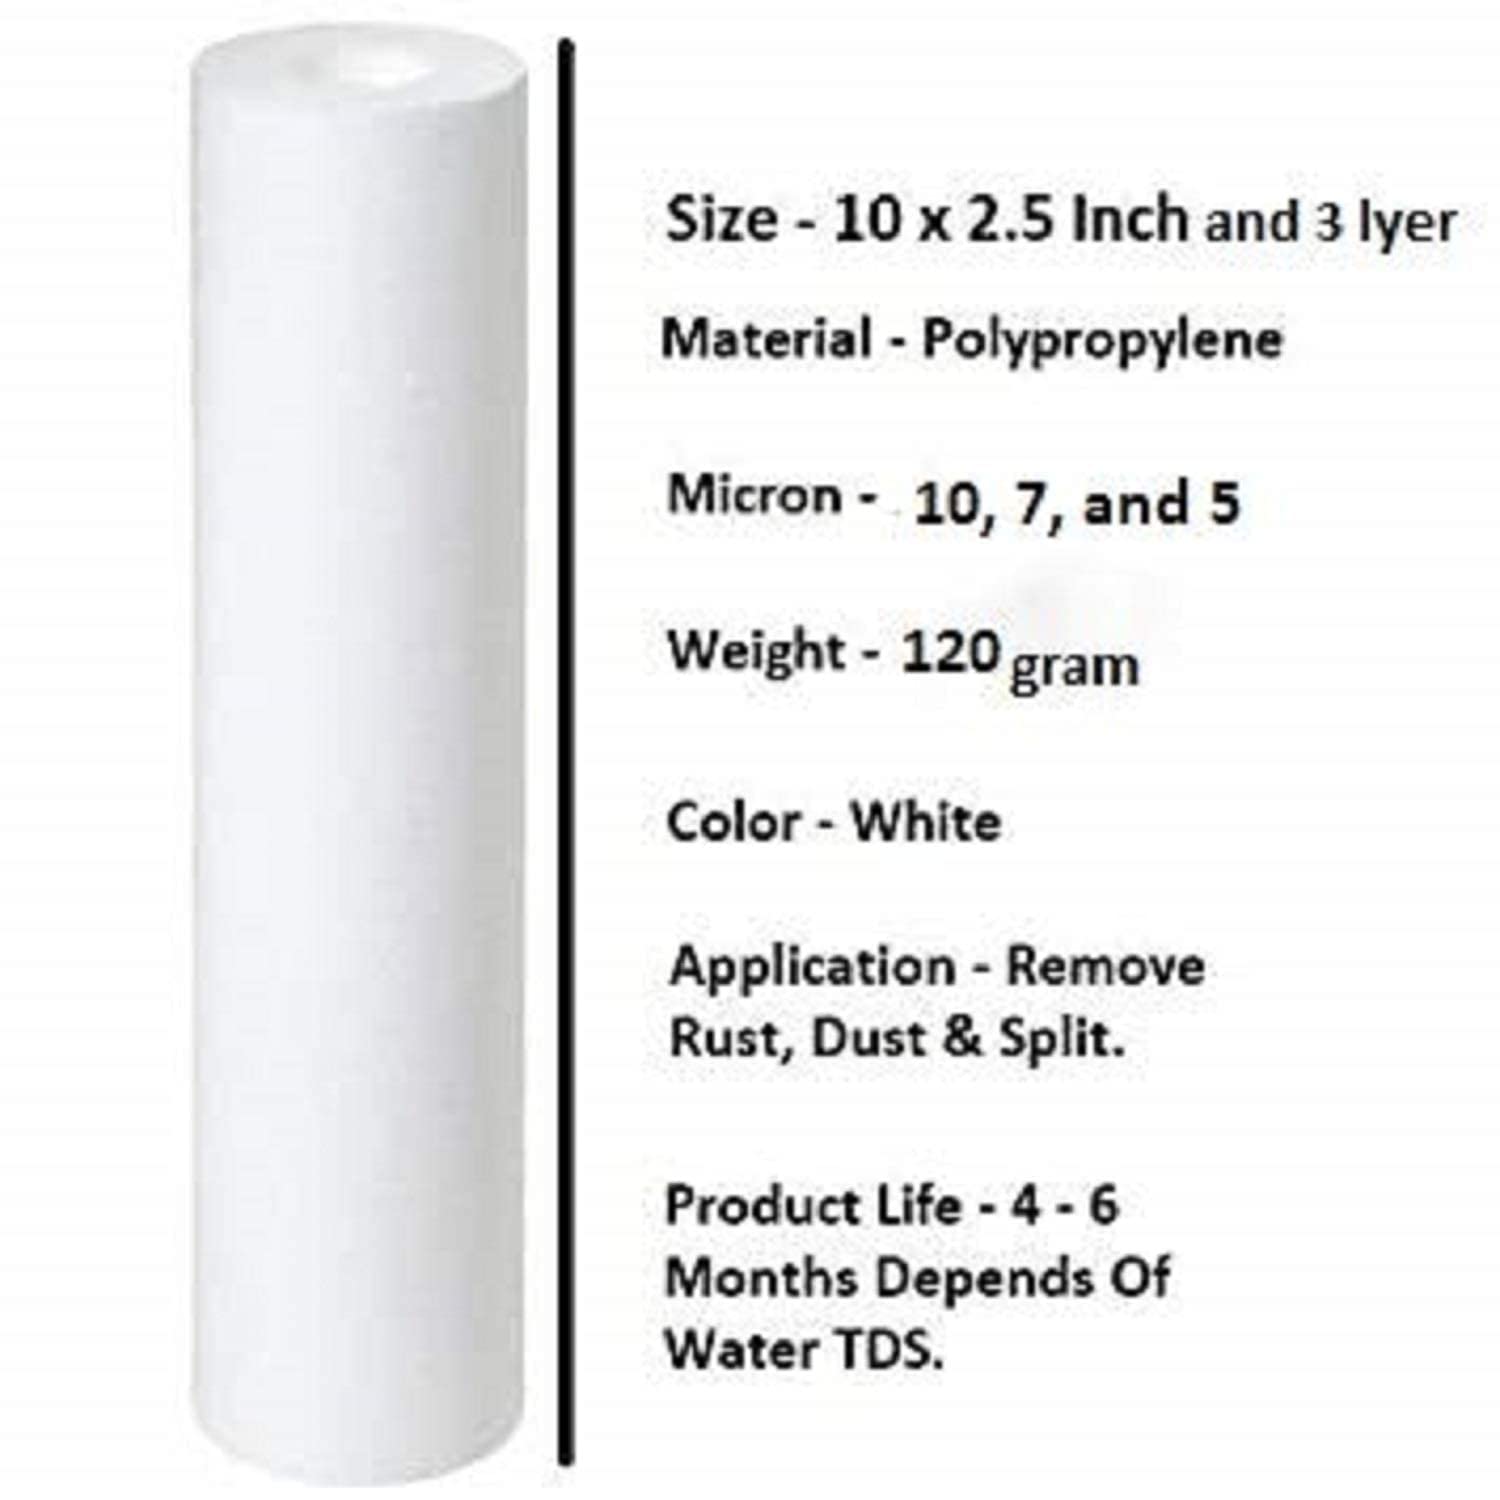 Size - 10 x 2.5 Inch and 3 lyer
Material - Polypropylene
Micron - 10, 7, and 5
Weight - 120 gram
Color - White
Application - Remove
Rust, Dust & Split.
Product Life - 4 - 6
Months Depends Of
Water TDS.